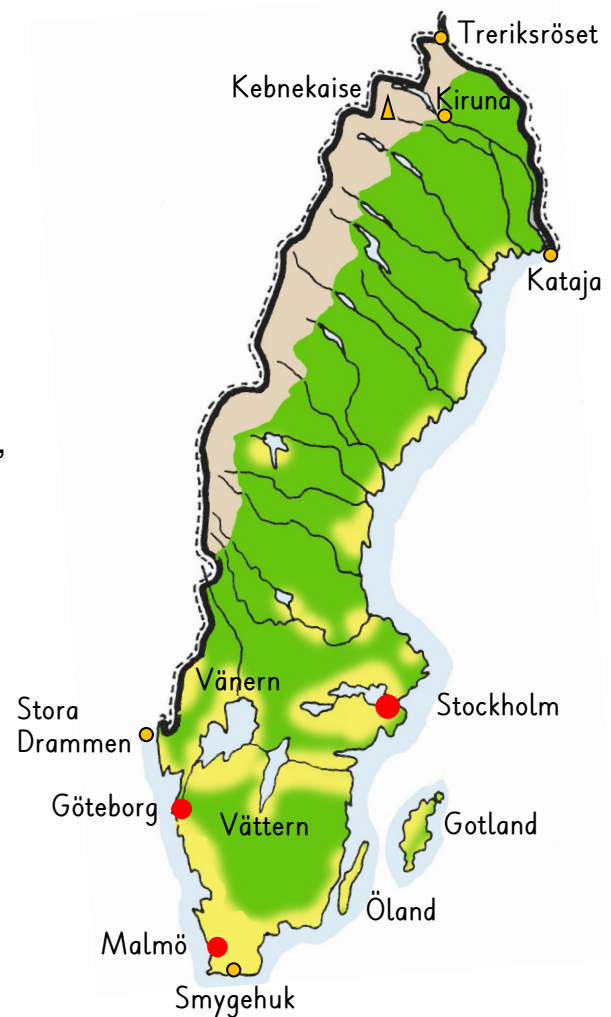 Treriksröset
Kebnekaise
Kiruna
Kataja
,
Vänern
Stora
Drammen
Stockholm
Göteborg
Vättern
Gotland
Öland
Malmö
Smygehuk